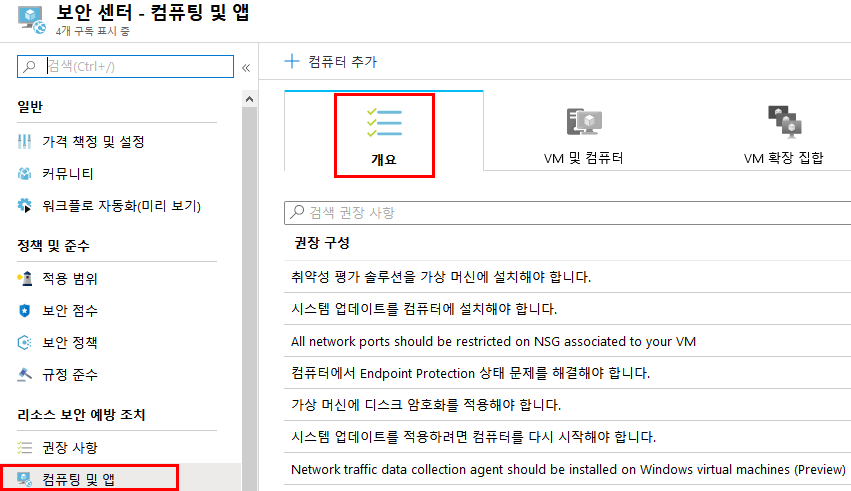 보안 센터 - 컴퓨팅 및 앱
4개 구독 표시 중
검색(Ctrl+/)
«
일반
가격 책정 및 설정
커뮤니티
워크플로 자동화(미리 보기)
정책 및 준수
적용 범위
보안 점수
보안 정책
규정 준수
리소스 보안 예방 조치
권장 사항
컴퓨팅 및 앱
+ 컴퓨터 추가
개요
VM 및 컴퓨터
VM 확장 집합
검색 권장 사항
권장 구성
취약성 평가 솔루션을 가상 머신에 설치해야 합니다.
시스템 업데이트를 컴퓨터에 설치해야 합니다.
All network ports should be restricted on NSG associated to your VM
컴퓨터에서 Endpoint Protection 상태 문제를 해결해야 합니다.
가상 머신에 디스크 암호화를 적용해야 합니다.
시스템 업데이트를 적용하려면 컴퓨터를 다시 시작해야 합니다.
Network traffic data collection agent should be installed on Windows virtual machines (Preview)